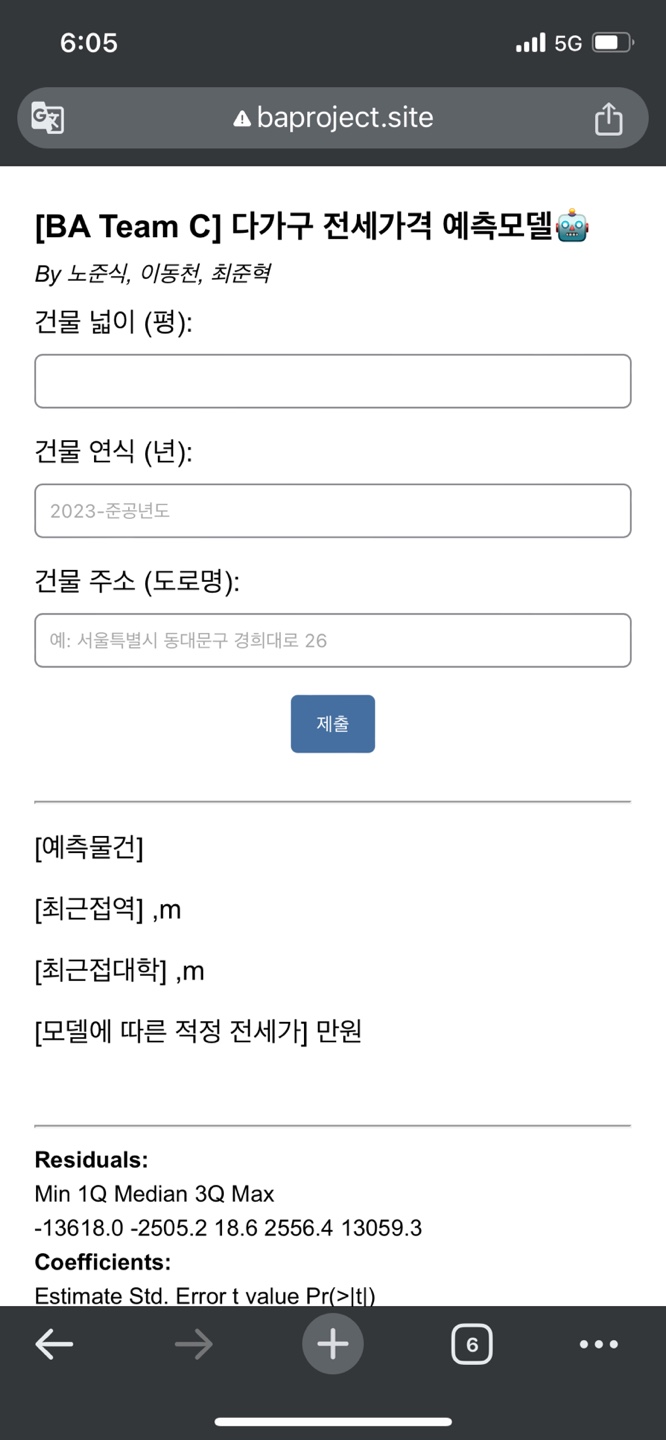 6:05
5G
baproject.site
[BA Team C] 다가구 전세가격 예측모델🤖
By 노준식, 이동천, 최준혁
건물 넓이 (평):
건물 연식 (년):
2023-준공년도
건물 주소 (도로명):
예: 서울특별시 동대문구 경희대로 26
제출
[예측물건]
[최근접역] ,m
[최근접대학] ,m
[모델에 따른 적정 전세가] 만원
Residuals:
Min 1Q Median 3Q Max
-13618.0 -2505.2 18.6 2556.4 13059.3
Coefficients:
Estimate Std. Error t value Pr(>|t|)
6